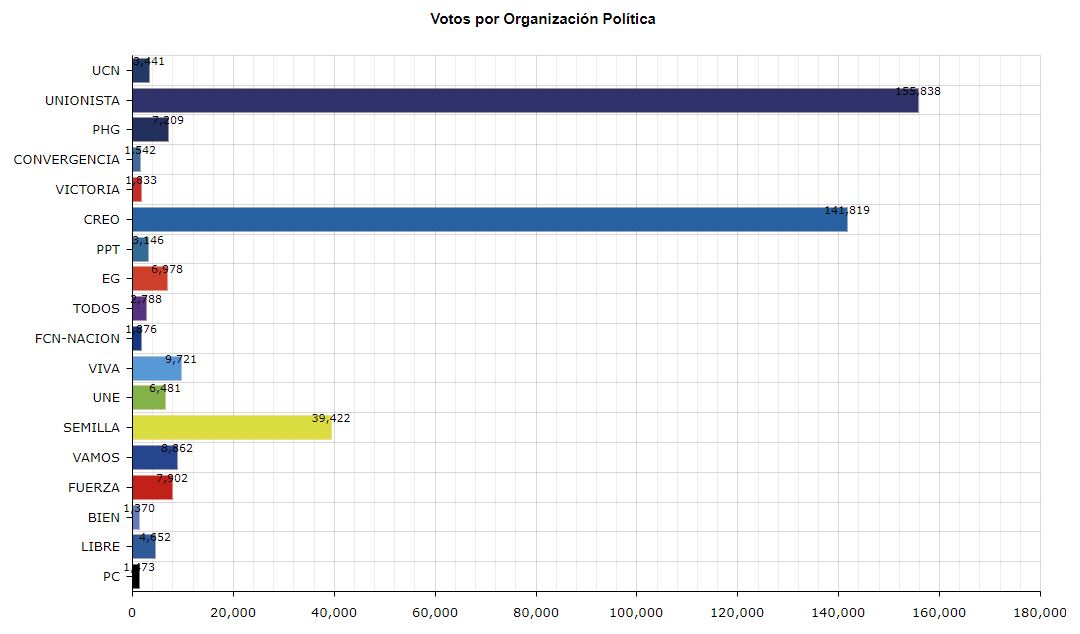 Votos por Organización Política
UCN 3,441
UNIONISTA 155,838
PHG 7,209
CONVERGENCIA 1,542
VICTORIA 1,833
CREO 141,819
PPT 3,146
EG 6,978
TODOS 2,788
FCN-NACION 1,876
VIVA 9,721
UNE 6,481
SEMILLA 39,422
VAMOS 8,862
FUERZA 7,902
BIEN 1,370
LIBRE 4,652
PC 1,473
0 20,000 40,000 60,000 80,000 100,000 120,000 140,000 160,000 180,000